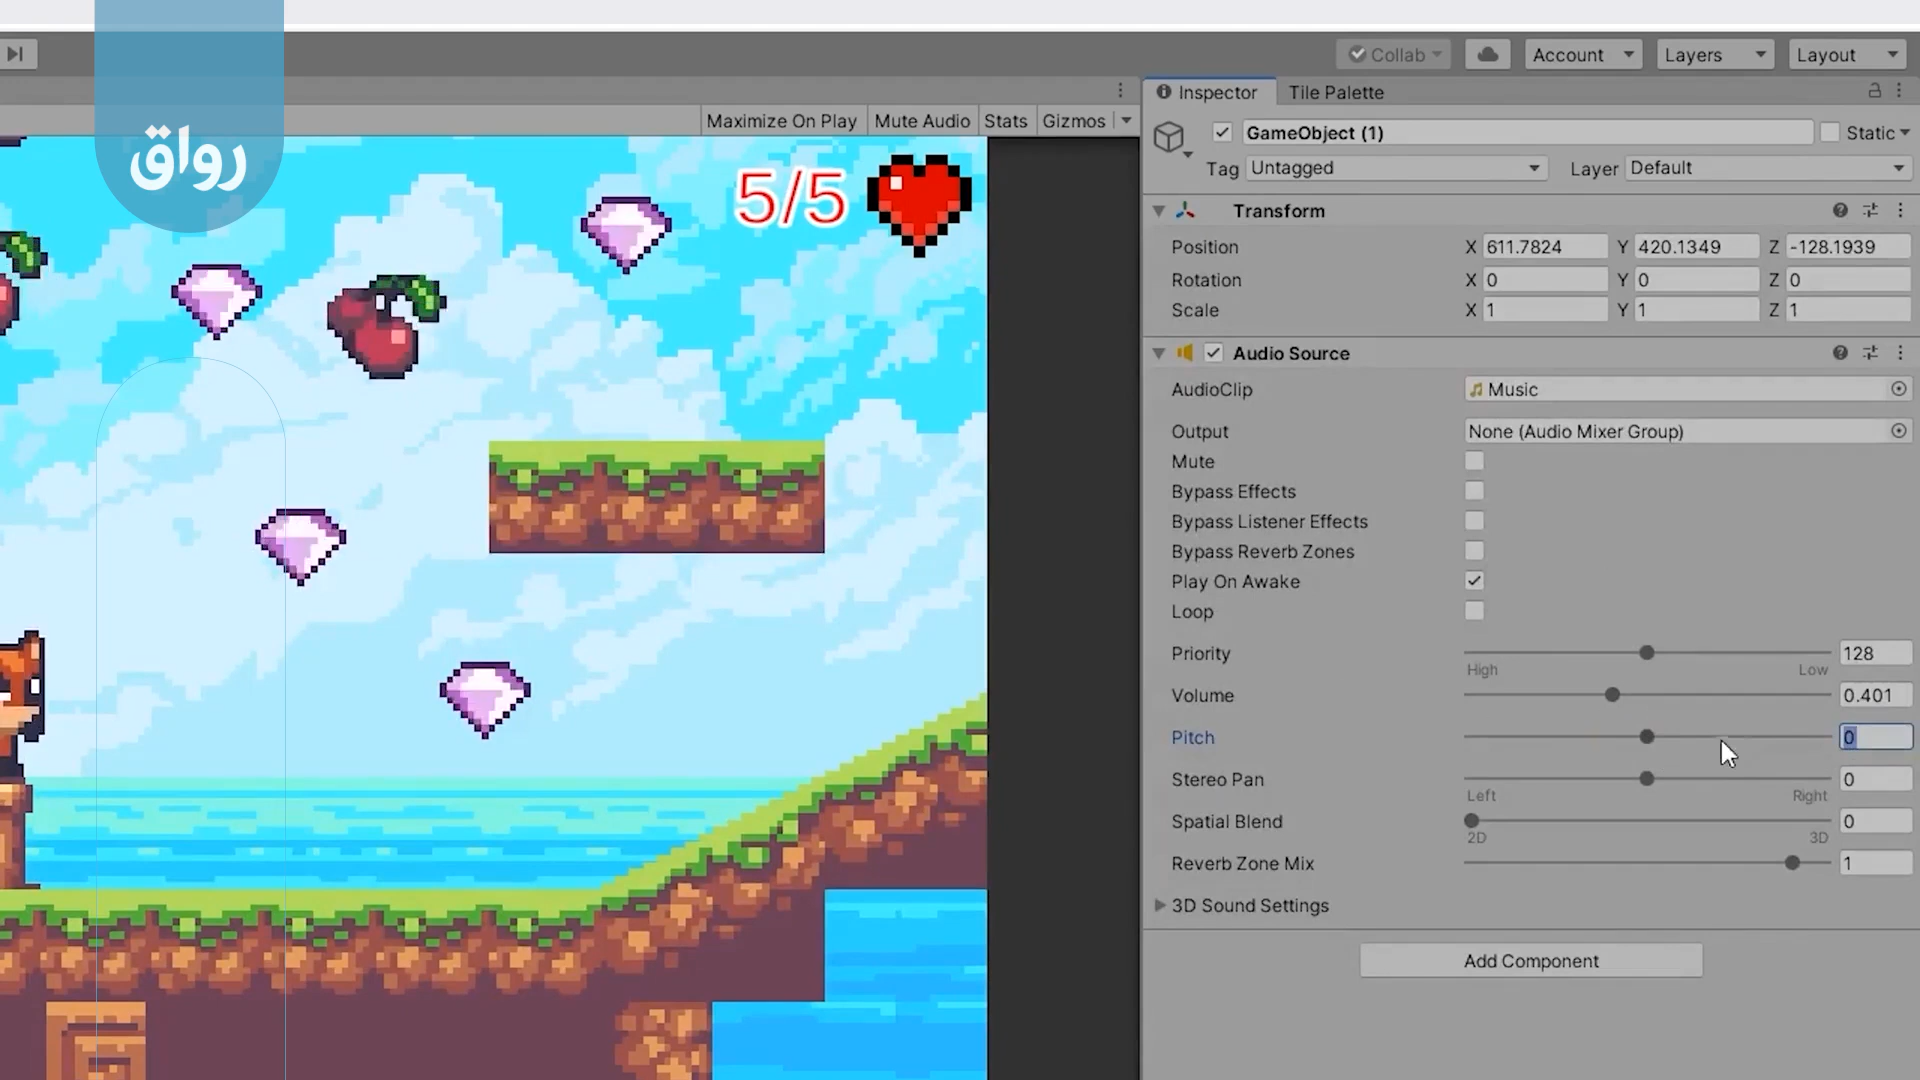 Collab
Account
Layers
Layout
Inspector
Tile Palette
Maximize On Play
Mute Audio
Stats
Gizmos
رواق
5/5
GameObject (1)
Static
Tag Untagged
Layer Default
Transform
Position X 611.7824 Y 420.1349 Z -128.1939
Rotation X 0 Y 0 Z 0
Scale X 1 Y 1 Z 1
Audio Source
AudioClip Music
Output None (Audio Mixer Group)
Mute
Bypass Effects
Bypass Listener Effects
Bypass Reverb Zones
Play On Awake
Loop
Priority 128
High Low
Volume 0.401
Pitch 0
Stereo Pan 0
Left Right
Spatial Blend 0
2D 3D
Reverb Zone Mix 1
3D Sound Settings
Add Component